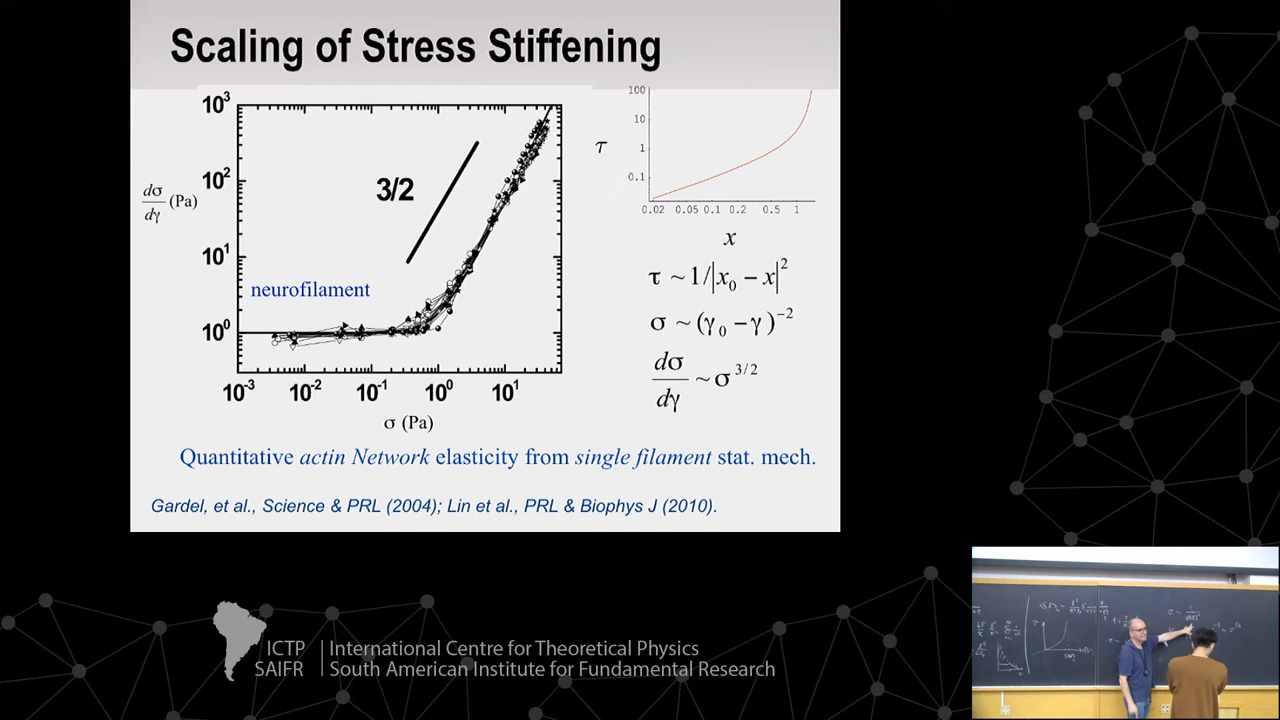 Scaling of Stress Stiffening
10³
10²
10¹
10⁰
dσ/dγ (Pa)
3/2
neurofilament
10⁻³ 10⁻² 10⁻¹ 10⁰ 10¹
σ (Pa)
100
10
1
0.1
τ
0.02 0.05 0.1 0.2 0.5 1
x
τ ~ 1/|x₀ − x|²
σ ~ (γ₀ − γ)⁻²
dσ/dγ ~ σ³ᐟ²
Quantitative actin Network elasticity from single filament stat. mech.
Gardel, et al., Science & PRL (2004); Lin et al., PRL & Biophys J (2010).
ICTP | International Centre for Theoretical Physics
SAIFR | South American Institute for Fundamental Research